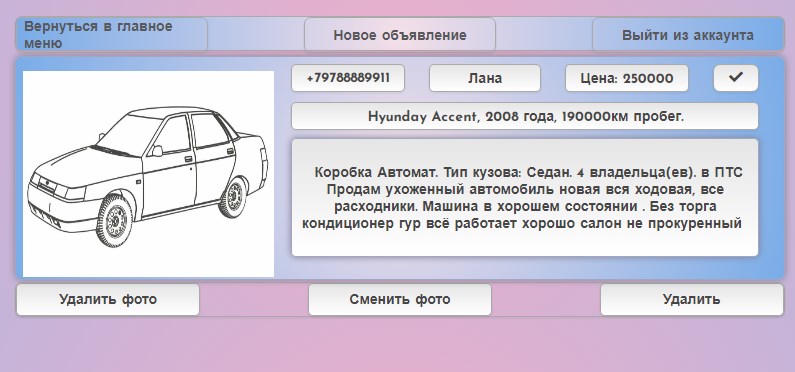 Вернуться в главное
меню
Новое объявление
Выйти из аккаунта
+79788889911
Лана
Цена: 250000
Hyunday Accent, 2008 года, 190000км пробег.
Коробка Автомат. Тип кузова: Седан. 4 владельца(ев). в ПТС
Продам ухоженный автомобиль новая вся ходовая, все
расходники. Машина в хорошем состоянии . Без торга
кондиционер гур всё работает хорошо салон не прокуренный
Удалить фото
Сменить фото
Удалить